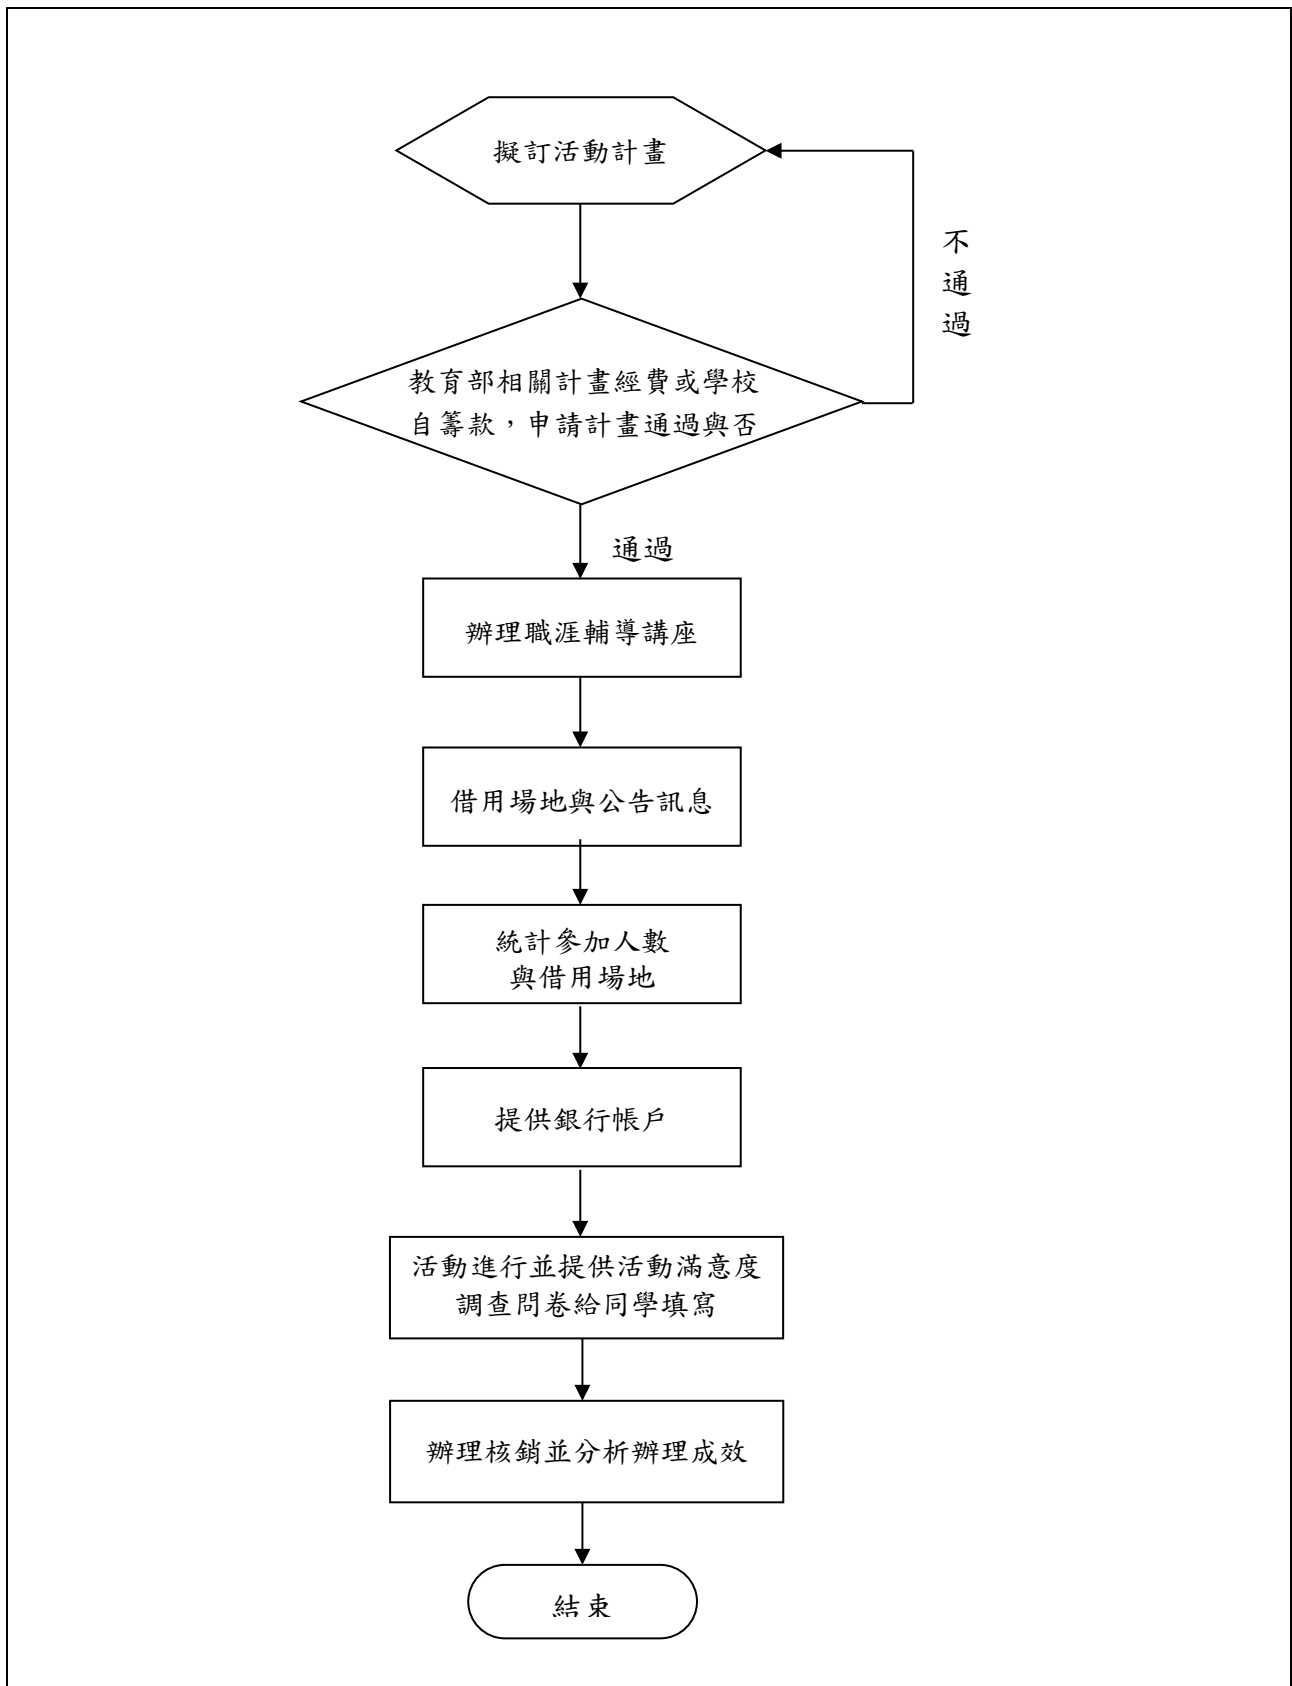 擬訂活動計畫
不
通
過
教育部相關計畫經費或學校
自籌款，申請計畫通過與否
通過
辦理職涯輔導講座
借用場地與公告訊息
統計參加人數
與借用場地
提供銀行帳戶
活動進行並提供活動滿意度
調查問卷給同學填寫
辦理核銷並分析辦理成效
結束